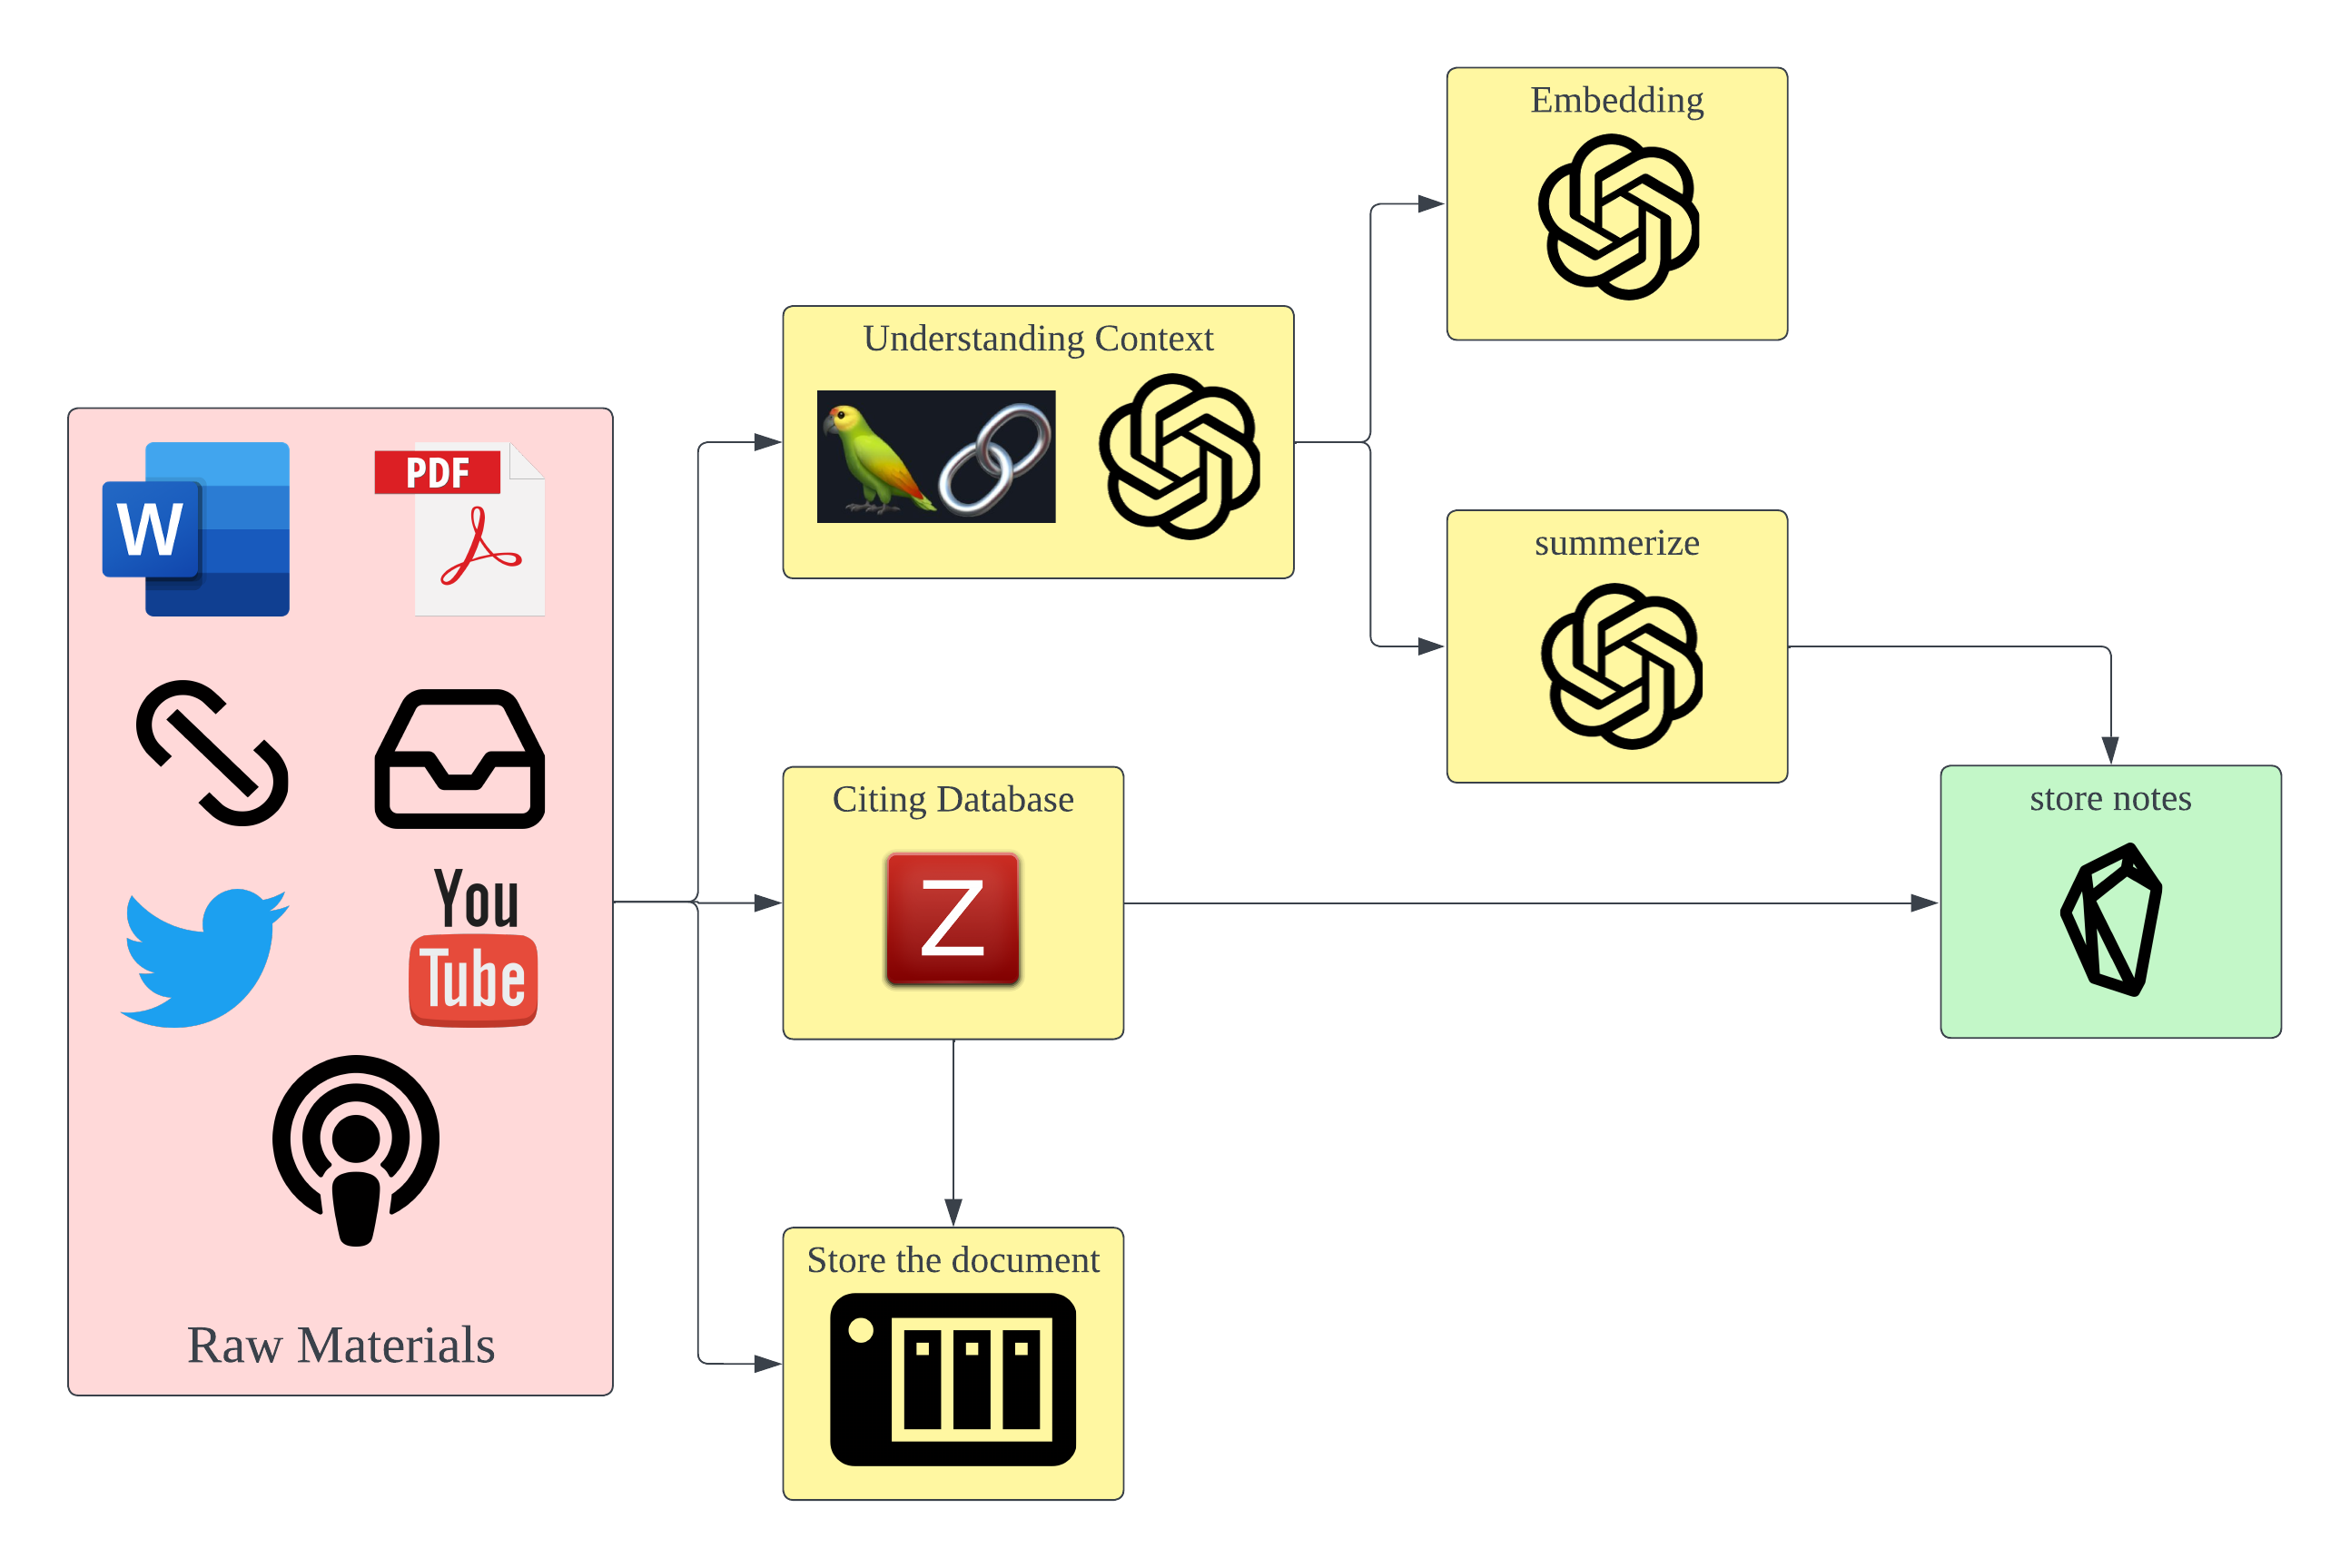 Embedding
Understanding Context
PDF
W
summerize
You
Tube
Citing Database
Z
store notes
Store the document
Raw Materials